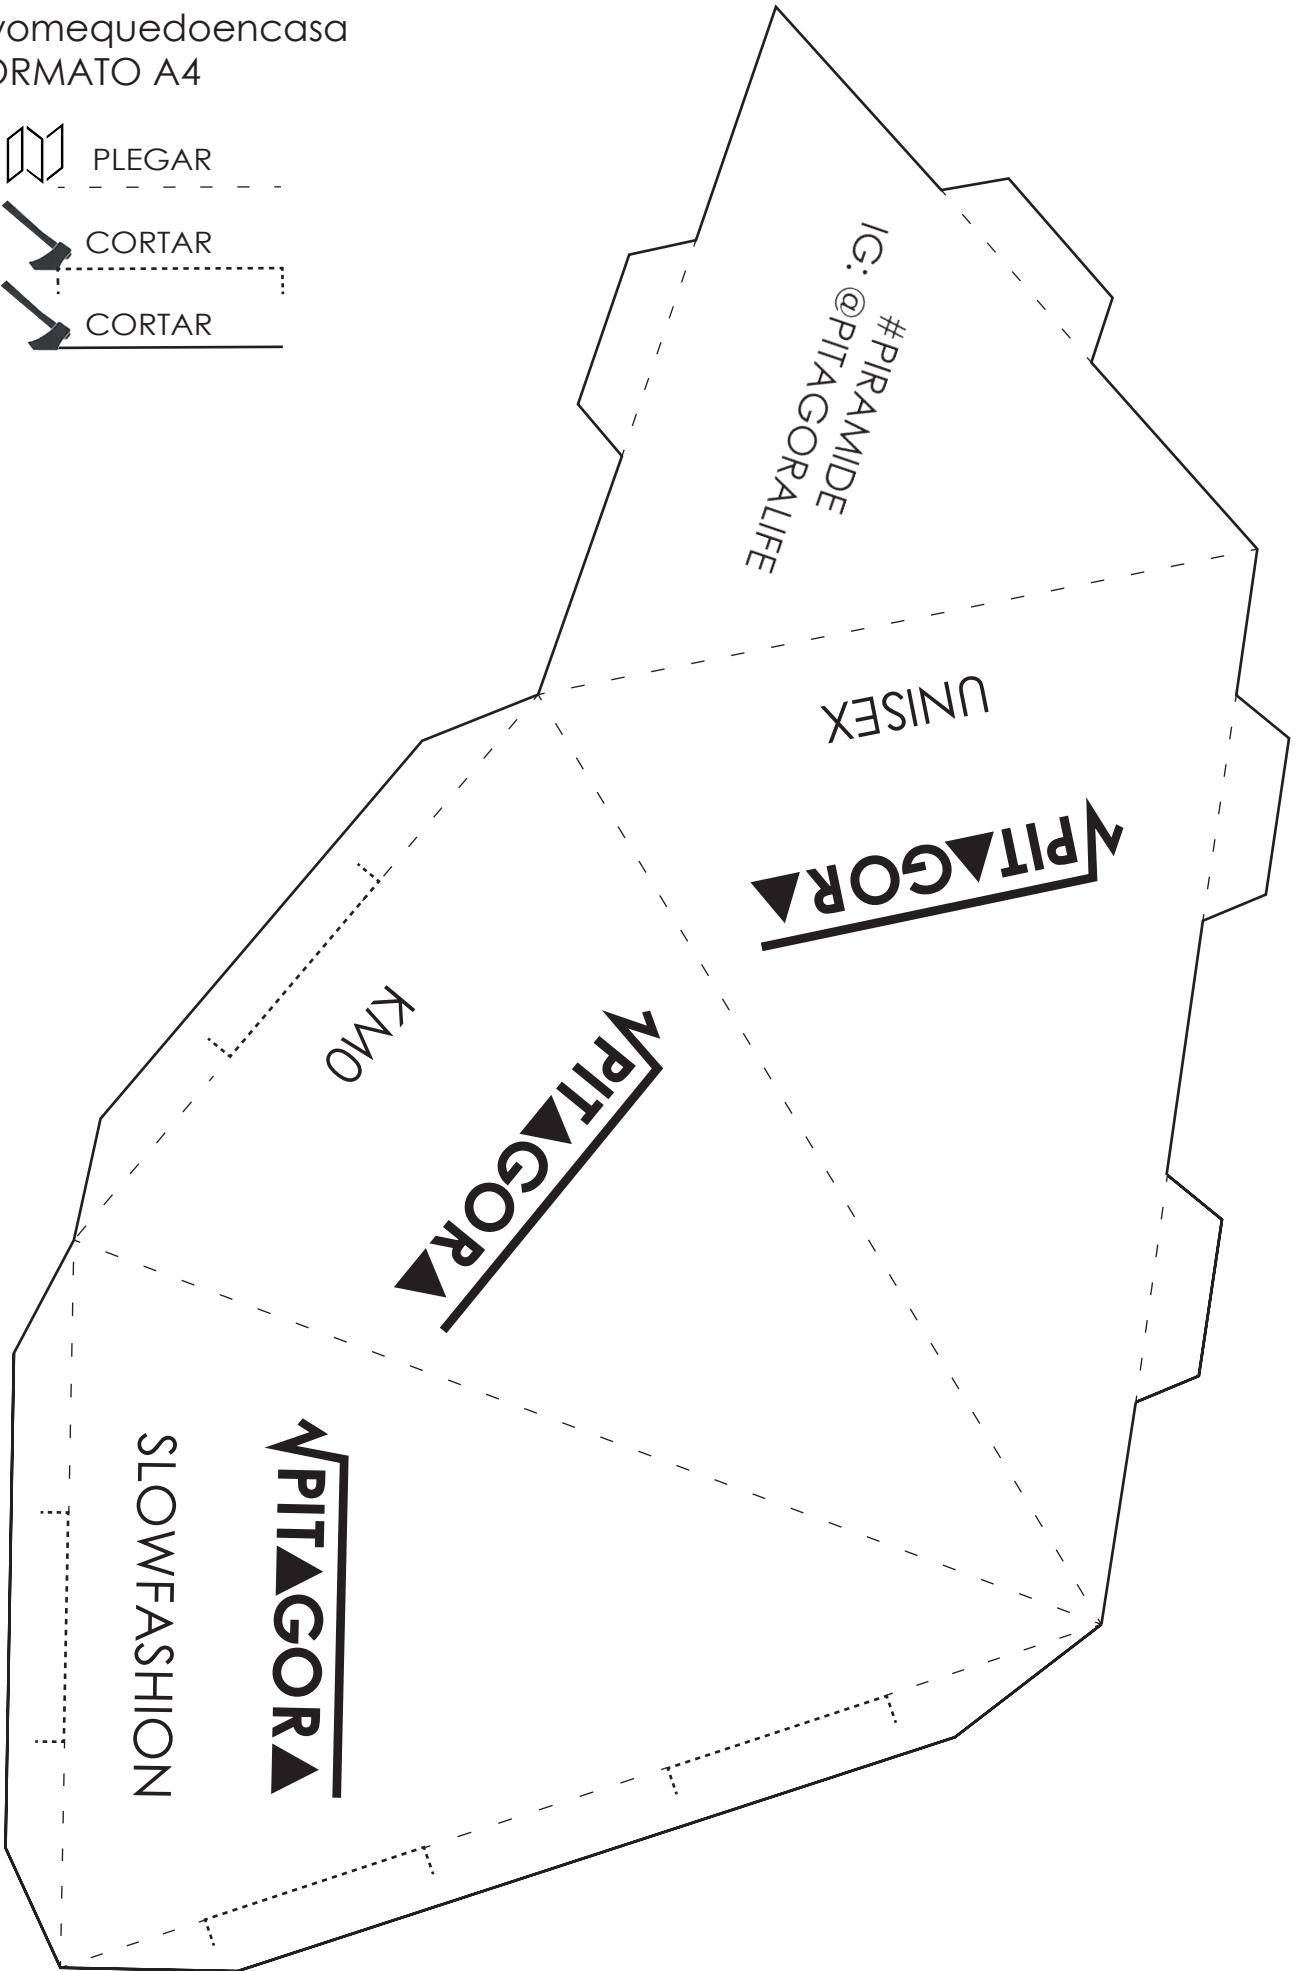 yomequedoencasa
ORMATO A4
PLEGAR
CORTAR
CORTAR
#PIRAMIDE
IG: @PITAGORALIFE
UNISEX
√PIT▲GOR▲
KM0
√PIT▲GOR▲
SLOWFASHION
√PIT▲GOR▲